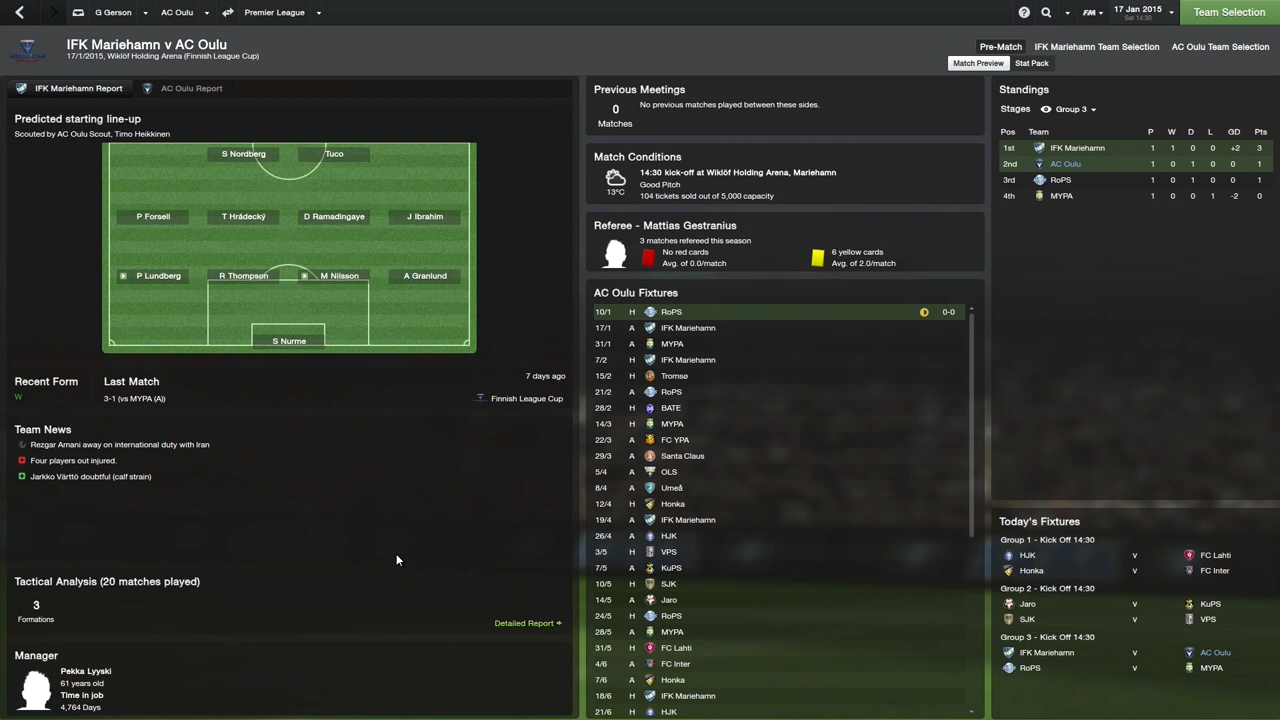 G Gerson
AC Oulu
Premier League
FM
17 Jan 2015
Sat 14:30
Team Selection
IFK Mariehamn v AC Oulu
17/1/2015, Wiklöf Holding Arena (Finnish League Cup)
Pre-Match
IFK Mariehamn Team Selection
AC Oulu Team Selection
Match Preview
Stat Pack
IFK Mariehamn Report
AC Oulu Report
Predicted starting line-up
Scouted by AC Oulu Scout, Timo Heikkinen
S Nordberg
Tuco
P Forsell
T Hrádecký
D Ramadingaye
J Ibrahim
P Lundberg
R Thompson
M Nilsson
A Granlund
S Nurme
7 days ago
Recent Form
Last Match
W
3-1 (vs MYPA (A))
Finnish League Cup
Team News
Rezgar Amani away on international duty with Iran
Four players out injured.
Jarkko Värttö doubtful (calf strain)
Tactical Analysis (20 matches played)
3
Formations
Detailed Report
Manager
Pekka Lyyski
61 years old
Time in job
4,764 Days
Previous Meetings
0
Matches
No previous matches played between these sides.
Match Conditions
13°C
14:30 kick-off at Wiklöf Holding Arena, Mariehamn
Good Pitch
104 tickets sold out of 5,000 capacity
Referee - Mattias Gestranius
3 matches refereed this season
No red cards
Avg. of 0.0/match
6 yellow cards
Avg. of 2.0/match
AC Oulu Fixtures
10/1 H RoPS 0-0
17/1 A IFK Mariehamn
31/1 A MYPA
7/2 H IFK Mariehamn
15/2 H Tromsø
21/2 A RoPS
28/2 H BATE
14/3 H MYPA
22/3 A FC YPA
29/3 A Santa Claus
5/4 A OLS
8/4 A Umeå
12/4 H Honka
19/4 A IFK Mariehamn
26/4 A HJK
3/5 H VPS
7/5 A KuPS
10/5 H SJK
14/5 A Jaro
24/5 H RoPS
28/5 A MYPA
31/5 H FC Lahti
4/6 A FC Inter
7/6 A Honka
18/6 H IFK Mariehamn
21/6 H HJK
Standings
Stages Group 3
Pos Team P W D L GD Pts
1st IFK Mariehamn 1 1 0 0 +2 3
2nd AC Oulu 1 0 1 0 0 1
3rd RoPS 1 0 1 0 0 1
4th MYPA 1 0 0 1 -2 0
Today's Fixtures
Group 1 - Kick Off 14:30
HJK v FC Lahti
Honka v FC Inter
Group 2 - Kick Off 14:30
Jaro v KuPS
SJK v VPS
Group 3 - Kick Off 14:30
IFK Mariehamn v AC Oulu
RoPS v MYPA